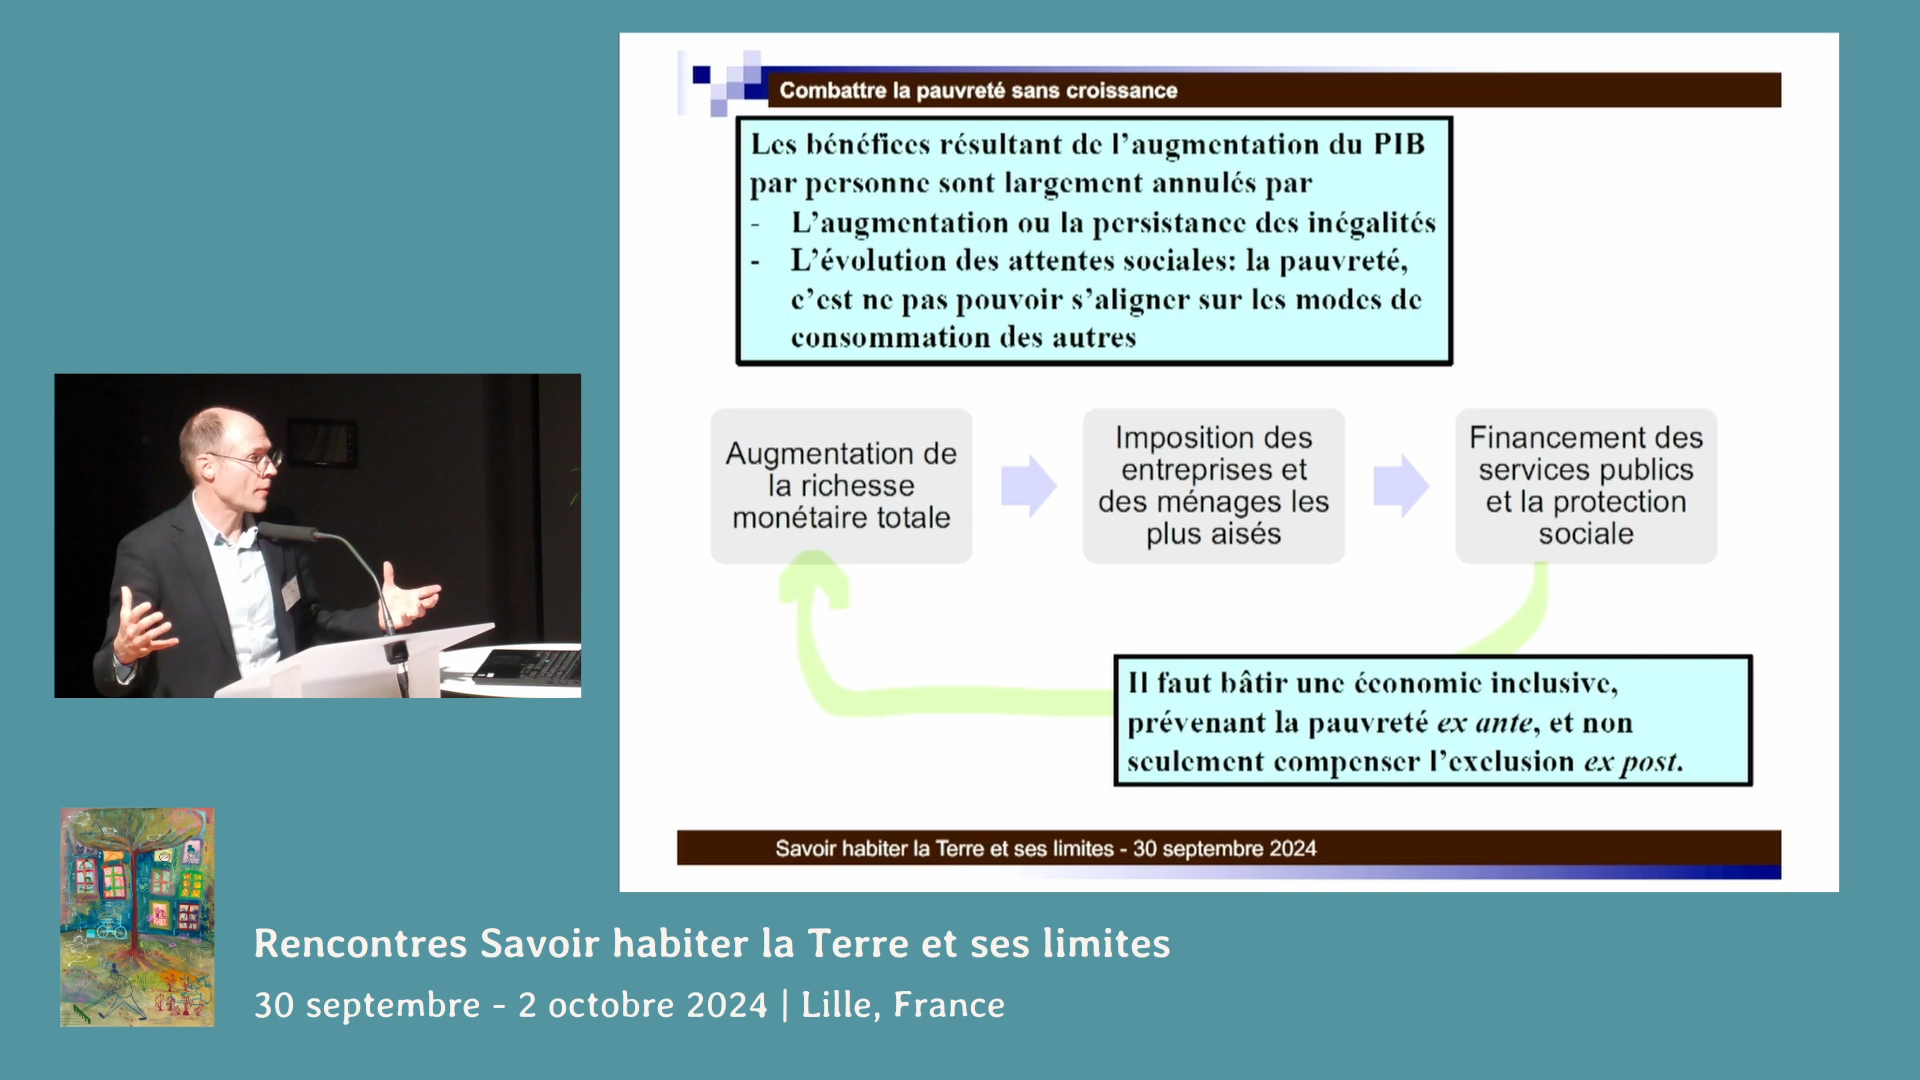 Combattre la pauvreté sans croissance
Les bénéfices résultant de l’augmentation du PIB
par personne sont largement annulés par
- L’augmentation ou la persistance des inégalités
- L’évolution des attentes sociales: la pauvreté,
c’est ne pas pouvoir s’aligner sur les modes de
consommation des autres
Augmentation de
la richesse
monétaire totale
Imposition des
entreprises et
des ménages les
plus aisés
Financement des
services publics
et la protection
sociale
Il faut bâtir une économie inclusive,
prévenant la pauvreté ex ante, et non
seulement compenser l’exclusion ex post.
Savoir habiter la Terre et ses limites - 30 septembre 2024
Rencontres Savoir habiter la Terre et ses limites
30 septembre - 2 octobre 2024 | Lille, France